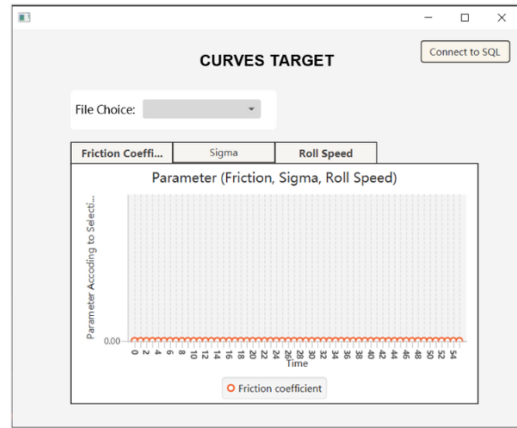 Connect to SQL
CURVES TARGET
File Choice:
Friction Coeffi... Sigma Roll Speed
Parameter (Friction, Sigma, Roll Speed)
Parameter Accoding to Selecti...
0.00
0 2 4 6 8 10 12 14 16 18 20 22 24 26 28 30 32 34 36 38 40 42 44 46 48 50 52 54
Time
Friction coefficient